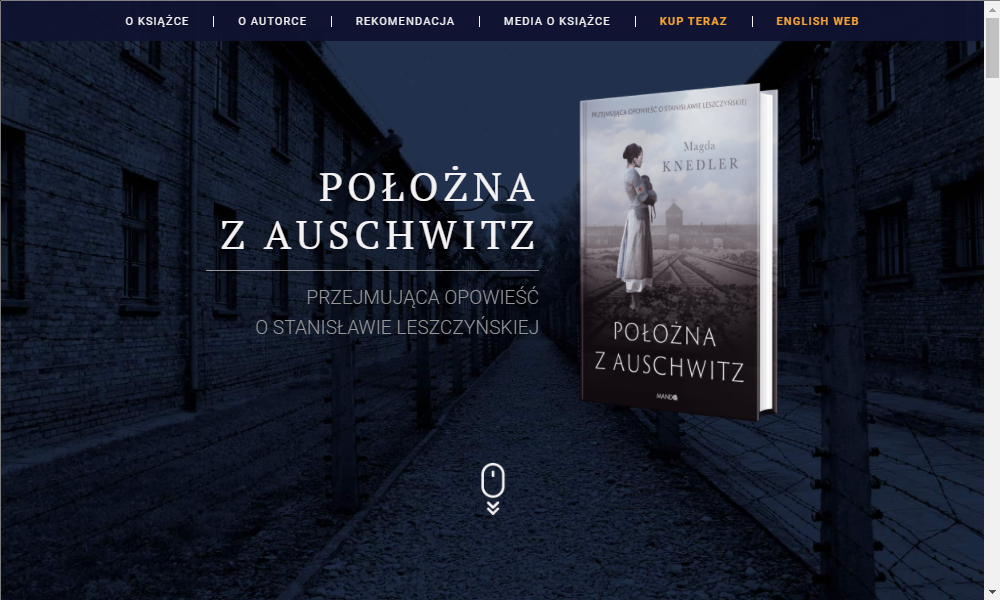 O KSIĄŻCE | O AUTORCE | REKOMENDACJA | MEDIA O KSIĄŻCE | KUP TERAZ | ENGLISH WEB
POŁOŻNA
Z AUSCHWITZ
PRZEJMUJĄCA OPOWIEŚĆ
O STANISŁAWIE LESZCZYŃSKIEJ
PRZEJMUJĄCA OPOWIEŚĆ O STANISŁAWIE LESZCZYŃSKIEJ
Magda
KNEDLER
POŁOŻNA
Z AUSCHWITZ
MANDO